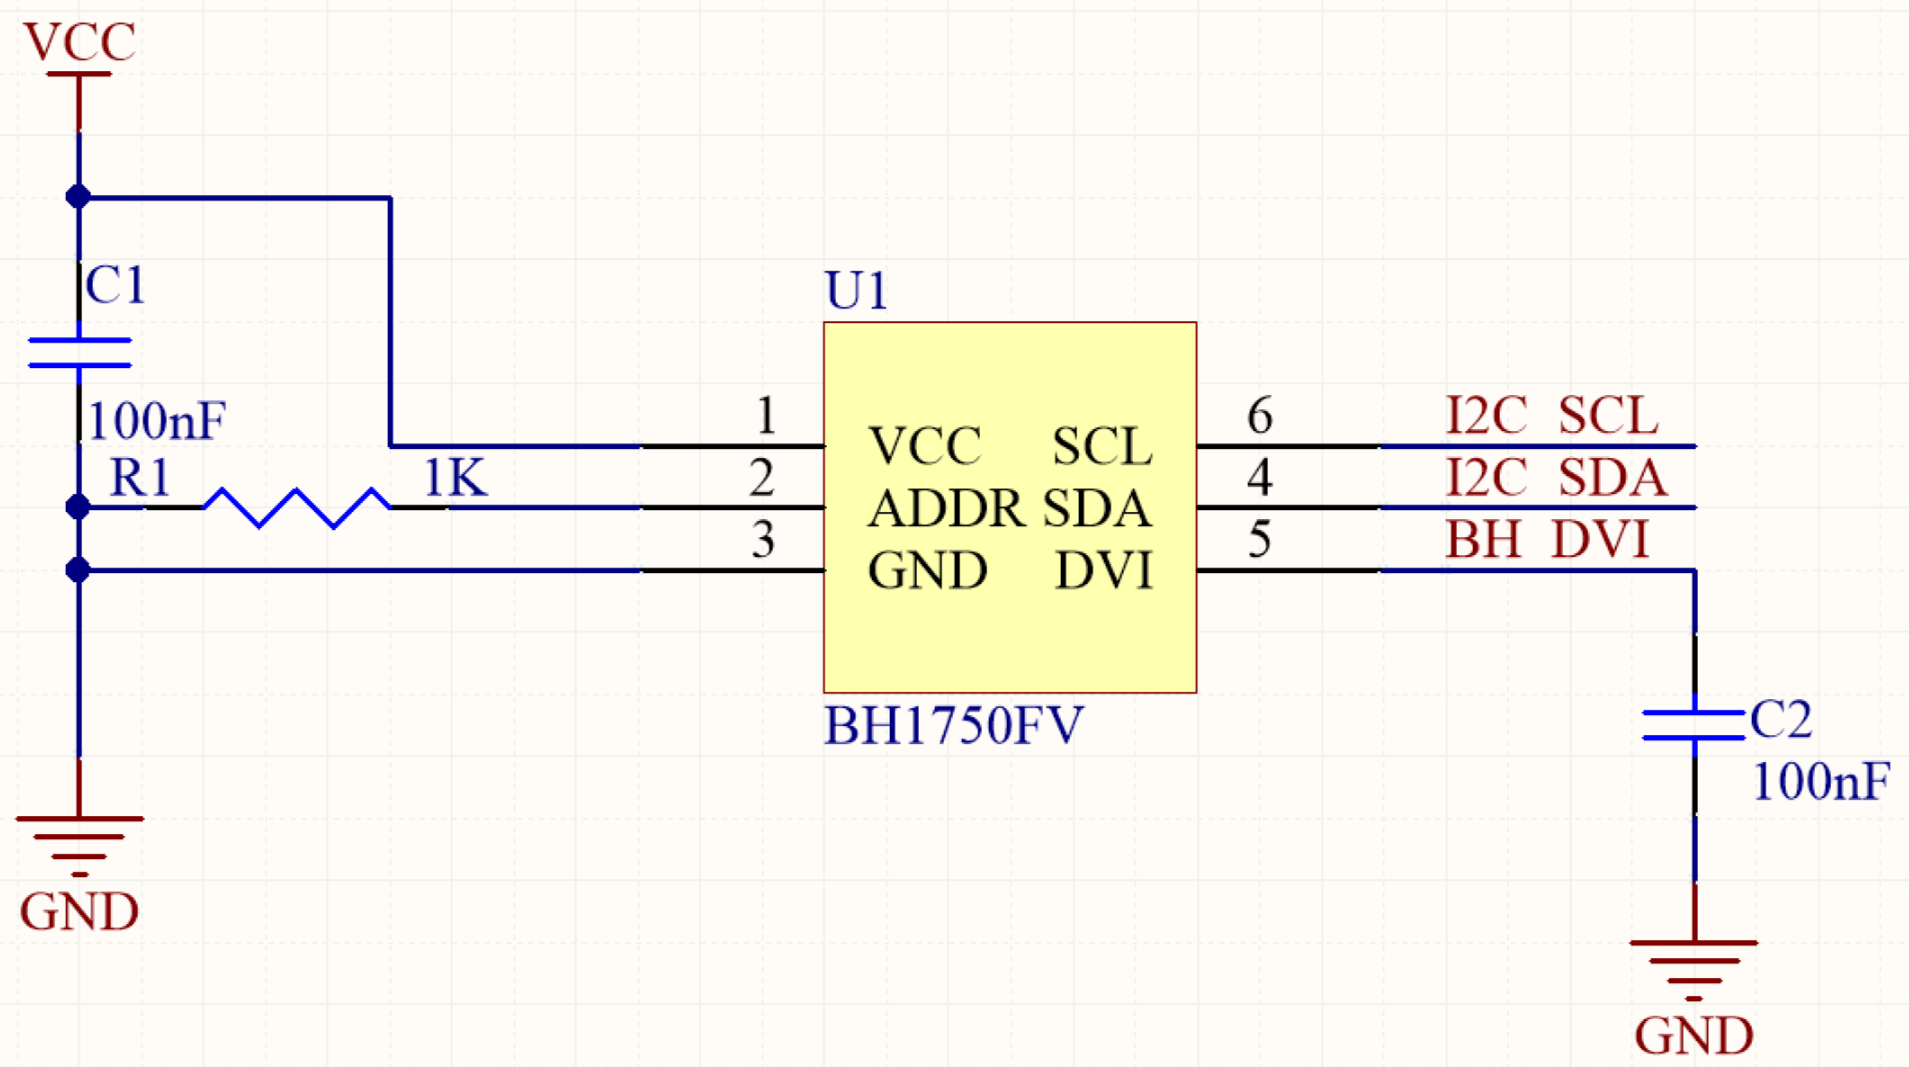 VCC
C1
100nF
R1 1K
GND
U1
1 VCC SCL 6 I2C SCL
2 ADDR SDA 4 I2C SDA
3 GND DVI 5 BH DVI
BH1750FV
C2
100nF
GND